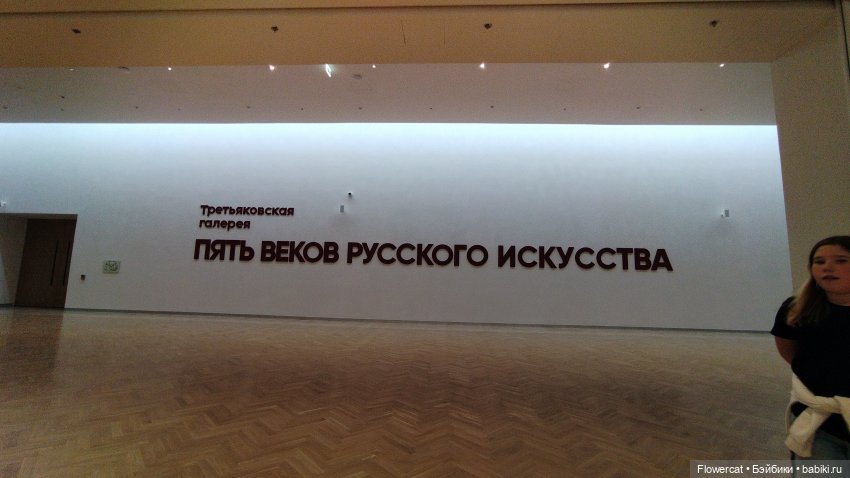 Третьяковская
галерея
ПЯТЬ ВЕКОВ РУССКОГО ИСКУССТВА
Flowercat • Бэйбики • babiki.ru